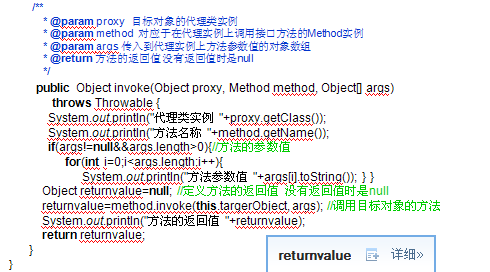 /**
* @param proxy 目标对象的代理类实例
* @param method 对应于在代理实例上调用接口方法的Method实例
* @param args 传入到代理实例上方法参数值的对象数组
* @return 方法的返回值没有返回值时是null
*/
public Object invoke(Object proxy, Method method, Object[] args)
throws Throwable {
System.out.println("代理类实例 "+proxy.getClass());
System.out.println("方法名称 "+method.getName());
if(args!=null&&args.length>0){//方法的参数值
for(int i=0;i<args.length;i++){
System.out.println("方法参数值 "+args[i].toString()); } }
Object returnvalue=null; //定义方法的返回值 没有返回值时是null
returnvalue=method.invoke(this.targerObject, args); //调用目标对象的方法
System.out.println("方法的返回值 "+returnvalue);
return returnvalue;
}
}
returnvalue 详细»